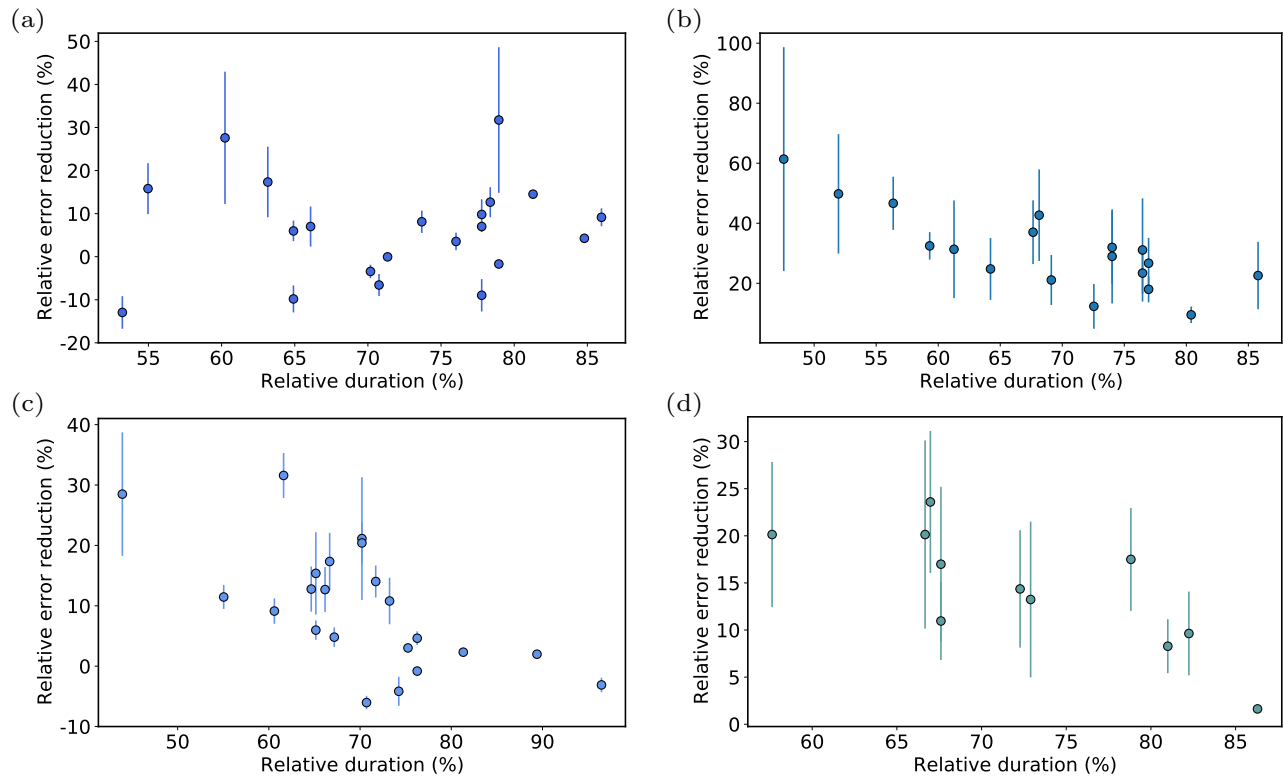 (a)
Relative error reduction (%)
50
40
30
20
10
0
-10
-20
55 60 65 70 75 80 85
Relative duration (%)
(b)
Relative error reduction (%)
100
80
60
40
20
50 55 60 65 70 75 80 85
Relative duration (%)
(c)
Relative error reduction (%)
40
30
20
10
0
-10
50 60 70 80 90
Relative duration (%)
(d)
Relative error reduction (%)
30
25
20
15
10
5
0
60 65 70 75 80 85
Relative duration (%)